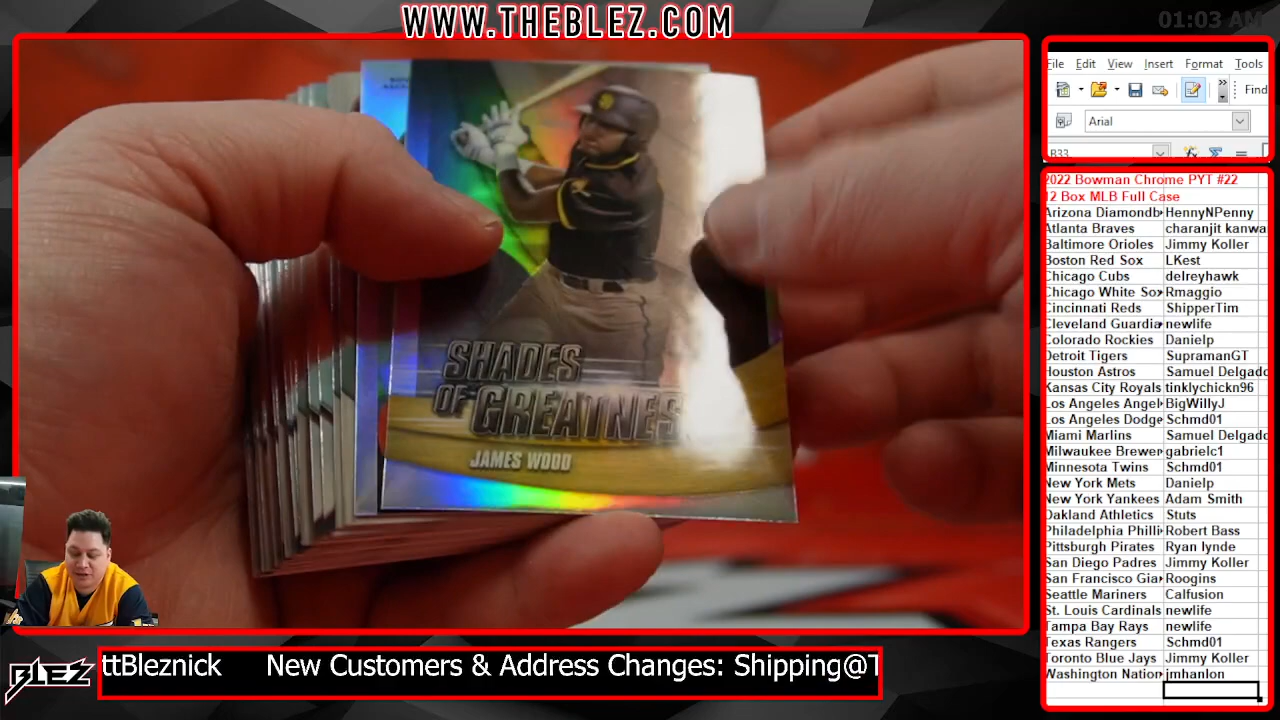 WWW.THEBLEZ.COM
01:03 AM
File Edit View Insert Format Tools
Find
Arial
B33
2022 Bowman Chrome PYT #22
12 Box MLB Full Case
Arizona Diamondb HennyNPenny
Atlanta Braves charanjit kanwa
Baltimore Orioles Jimmy Koller
Boston Red Sox LKest
Chicago Cubs delreyhawk
Chicago White Sox Rmaggio
Cincinnati Reds ShipperTim
Cleveland Guardia newlife
Colorado Rockies Danielp
Detroit Tigers SupramanGT
Houston Astros Samuel Delgado
Kansas City Royals tinklychickn96
Los Angeles Angel BigWillyJ
Los Angeles Dodge Schmd01
Miami Marlins Samuel Delgado
Milwaukee Brewer gabrielc1
Minnesota Twins Schmd01
New York Mets Danielp
New York Yankees Adam Smith
Oakland Athletics Stuts
Philadelphia Philli Robert Bass
Pittsburgh Pirates Ryan lynde
San Diego Padres Jimmy Koller
San Francisco Gia Roogins
Seattle Mariners Calfusion
St. Louis Cardinals newlife
Tampa Bay Rays newlife
Texas Rangers Schmd01
Toronto Blue Jays Jimmy Koller
Washington Nation jmhanlon
SHADES
OF GREATNES
JAMES WOOD
BLEZ
ttBleznick New Customers & Address Changes: Shipping@T